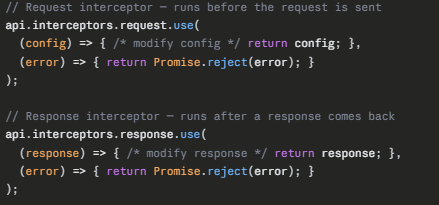 // Request interceptor — runs before the request is sent
api.interceptors.request.use(
  (config) => { /* modify config */ return config; },
  (error) => { return Promise.reject(error); }
);

// Response interceptor — runs after a response comes back
api.interceptors.response.use(
  (response) => { /* modify response */ return response; },
  (error) => { return Promise.reject(error); }
);